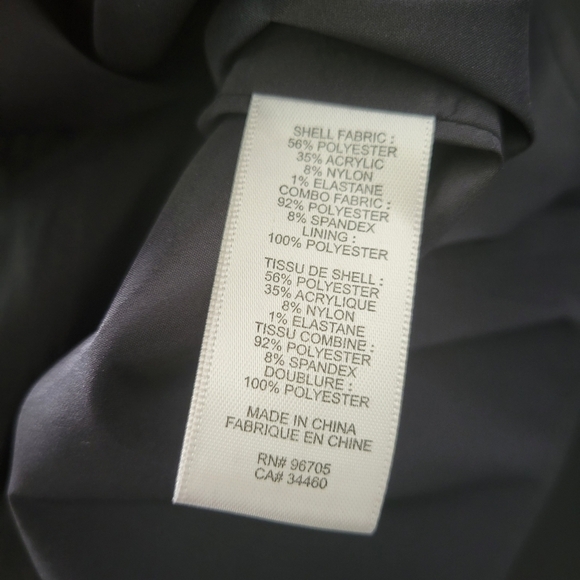 SHELL FABRIC :
56% POLYESTER
35% ACRYLIC
8% NYLON
1% ELASTANE
COMBO FABRIC :
92% POLYESTER
8% SPANDEX
LINING :
100% POLYESTER
TISSU DE SHELL :
56% POLYESTER
35% ACRYLIQUE
8% NYLON
1% ELASTANE
TISSU COMBINE :
92% POLYESTER
8% SPANDEX
DOUBLURE :
100% POLYESTER
MADE IN CHINA
FABRIQUE EN CHINE
RN# 96705
CA# 34460